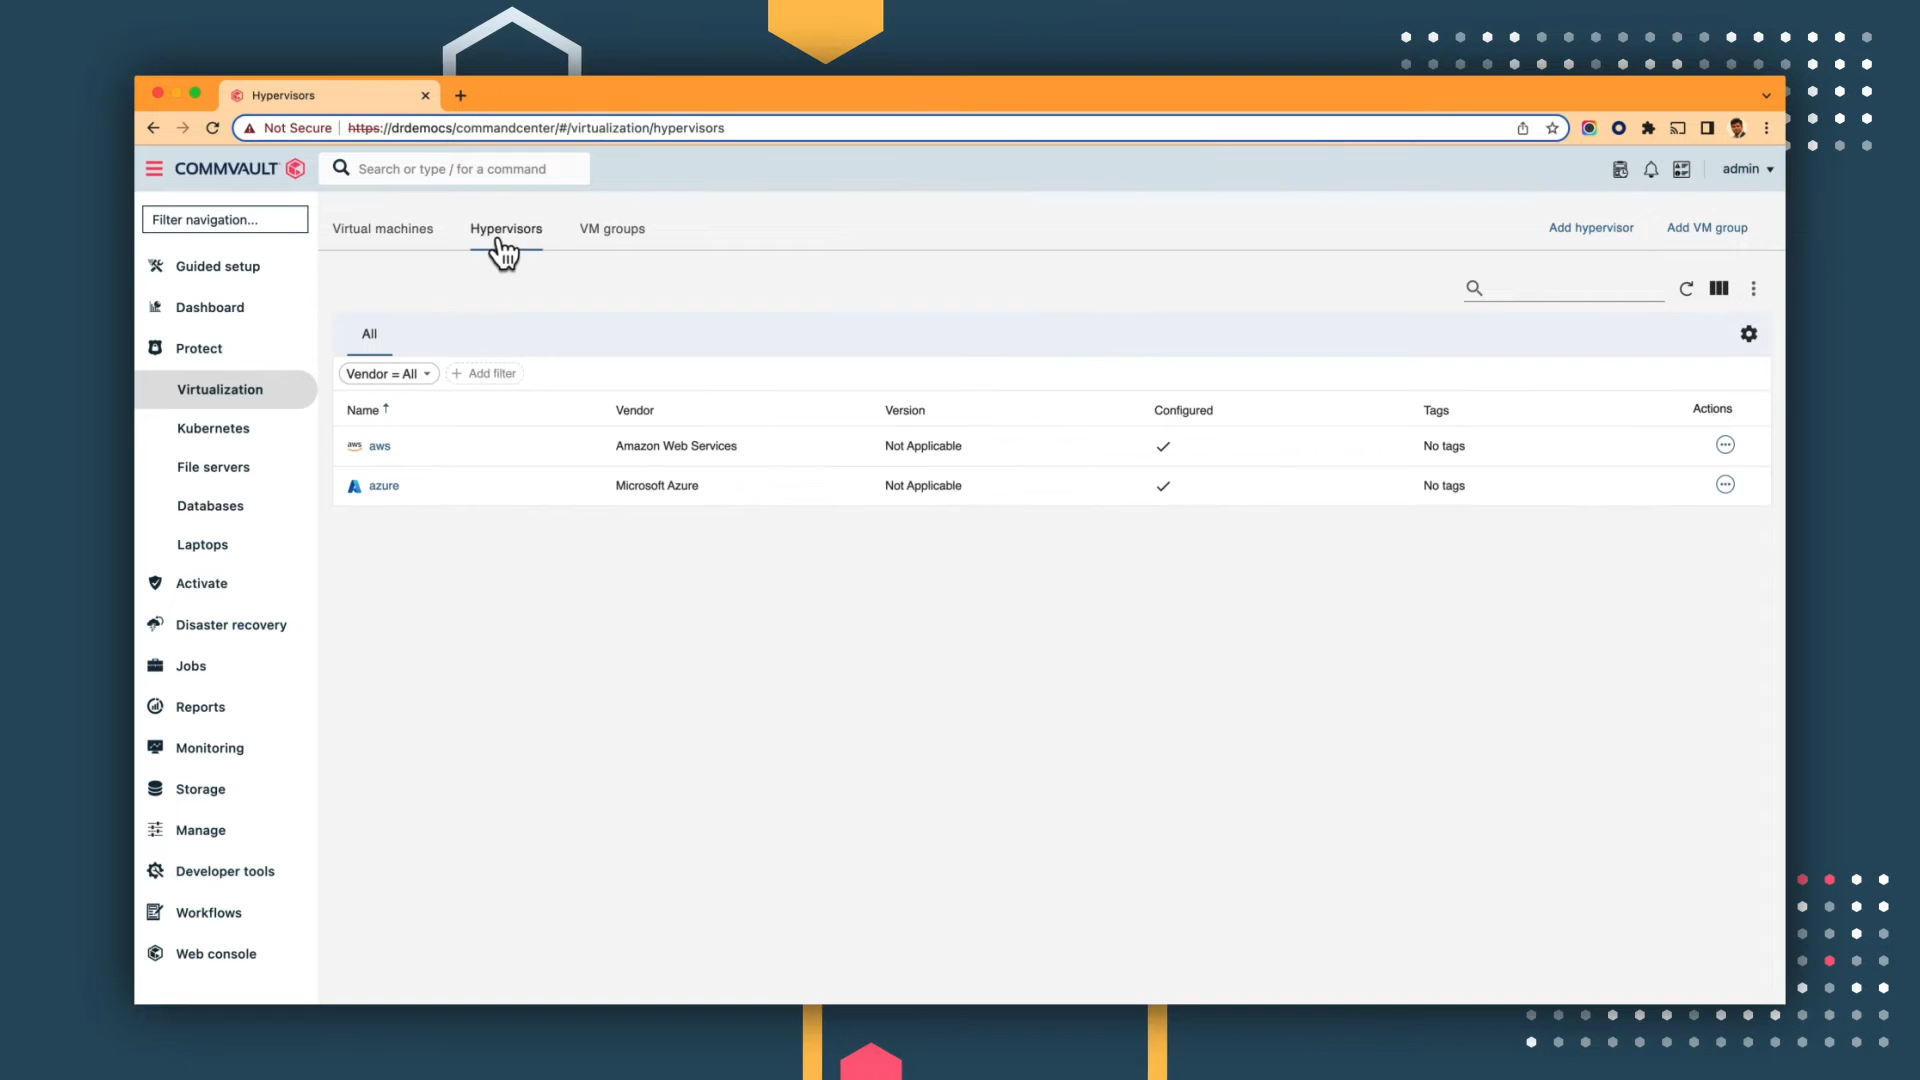 Hypervisors
Not Secure https://drdemocs/commandcenter/#/virtualization/hypervisors
COMMVAULT
Search or type / for a command
admin
Filter navigation...
Guided setup
Dashboard
Protect
Virtualization
Kubernetes
File servers
Databases
Laptops
Activate
Disaster recovery
Jobs
Reports
Monitoring
Storage
Manage
Developer tools
Workflows
Web console
Virtual machines Hypervisors VM groups
Add hypervisor Add VM group
All
Vendor = All + Add filter
Name Vendor Version Configured Tags Actions
aws aws Amazon Web Services Not Applicable No tags
azure Microsoft Azure Not Applicable No tags